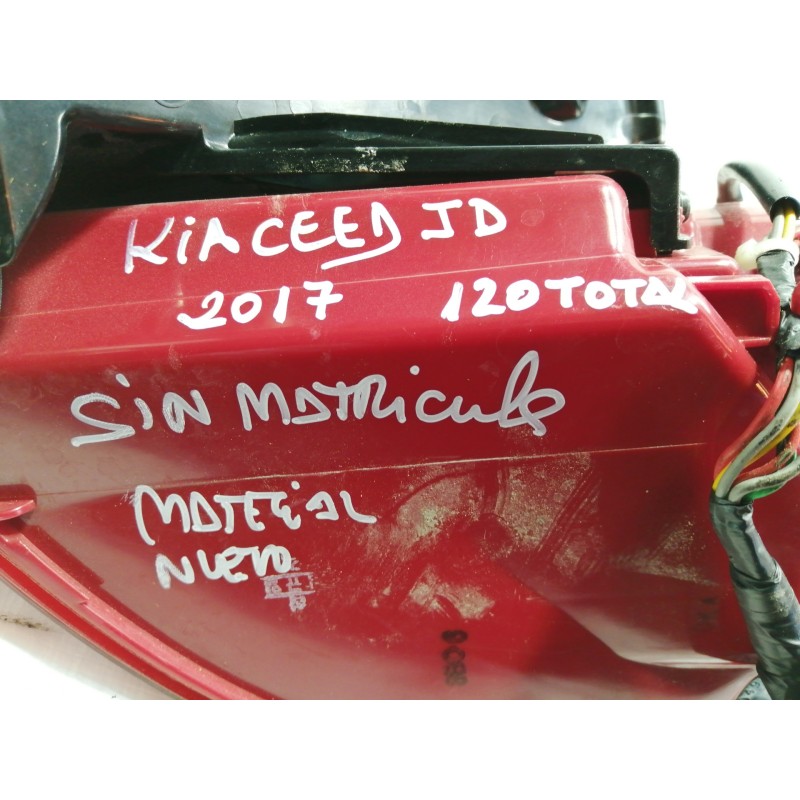 KIA CEED JD
2017 120 TOTAL
SIN MATRICULA
MATERIAL
NUEVO